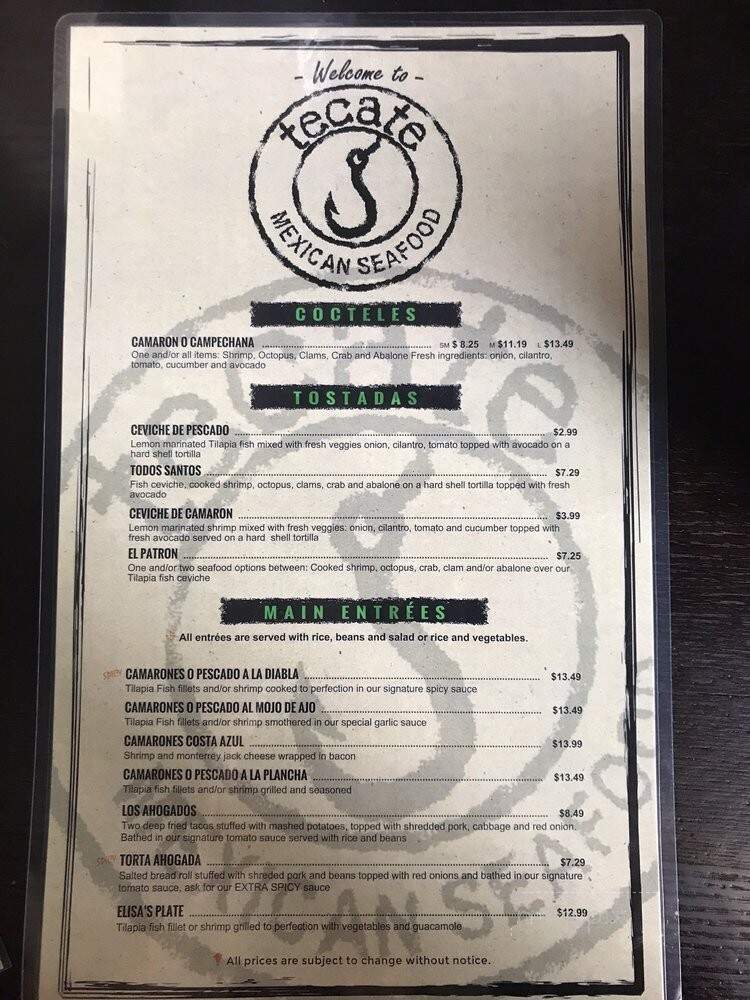 - Welcome to -
tecate
MEXICAN SEAFOOD
COCTELES
CAMARON O CAMPECHANA SM $ 8.25 M $11.19 L $13.49
One and/or all items: Shrimp, Octopus, Clams, Crab and Abalone Fresh ingredients: onion, cilantro,
tomato, cucumber and avocado
TOSTADAS
CEVICHE DE PESCADO $2.99
Lemon marinated Tilapia fish mixed with fresh veggies onion, cilantro, tomato topped with avocado on a
hard shell tortilla
TODOS SANTOS $7.29
Fish ceviche, cooked shrimp, octopus, clams, crab and abalone on a hard shell tortilla topped with fresh
avocado
CEVICHE DE CAMARON $3.99
Lemon marinated shrimp mixed with fresh veggies: onion, cilantro, tomato and cucumber topped with
fresh avocado served on a hard shell tortilla
EL PATRON $7.25
One and/or two seafood options between: Cooked shrimp, octopus, crab, clam and/or abalone over our
Tilapia fish ceviche
MAIN ENTRÉES
All entrées are served with rice, beans and salad or rice and vegetables.
SPICY CAMARONES O PESCADO A LA DIABLA $13.49
Tilapia Fish fillets and/or shrimp cooked to perfection in our signature spicy sauce
CAMARONES O PESCADO AL MOJO DE AJO $13.49
Tilapia Fish fillets and/or shrimp smothered in our special garlic sauce
CAMARONES COSTA AZUL $13.99
Shrimp and monterrey jack cheese wrapped in bacon
CAMARONES O PESCADO A LA PLANCHA $13.49
Tilapia fish fillets and/or shrimp grilled and seasoned
LOS AHOGADOS $8.49
Two deep fried tacos stuffed with mashed potatoes, topped with shredded pork, cabbage and red onion.
Bathed in our signature tomato sauce served with rice and beans
SPICY TORTA AHOGADA $7.29
Salted bread roll stuffed with shreded pork and beans topped with red onions and bathed in our signature
tomato sauce, ask for our EXTRA SPICY sauce
ELISA'S PLATE $12.99
Tilapia fish fillet or shrimp grilled to perfection with vegetables and guacamole
All prices are subject to change without notice.
tecate
MEXICAN SEAFOOD